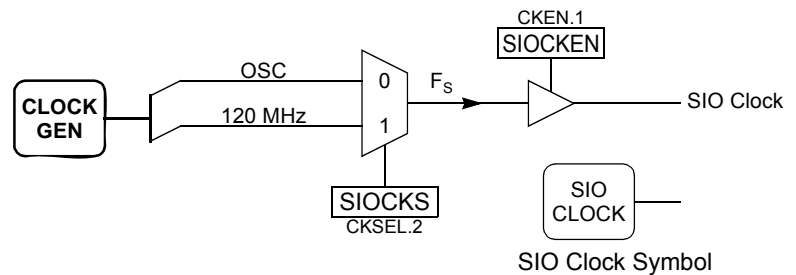 CKEN.1
SIOCKEN
OSC
0
F_S
CLOCK
GEN
SIO Clock
120 MHz
1
SIOCKS
CKSEL.2
SIO
CLOCK
SIO Clock Symbol